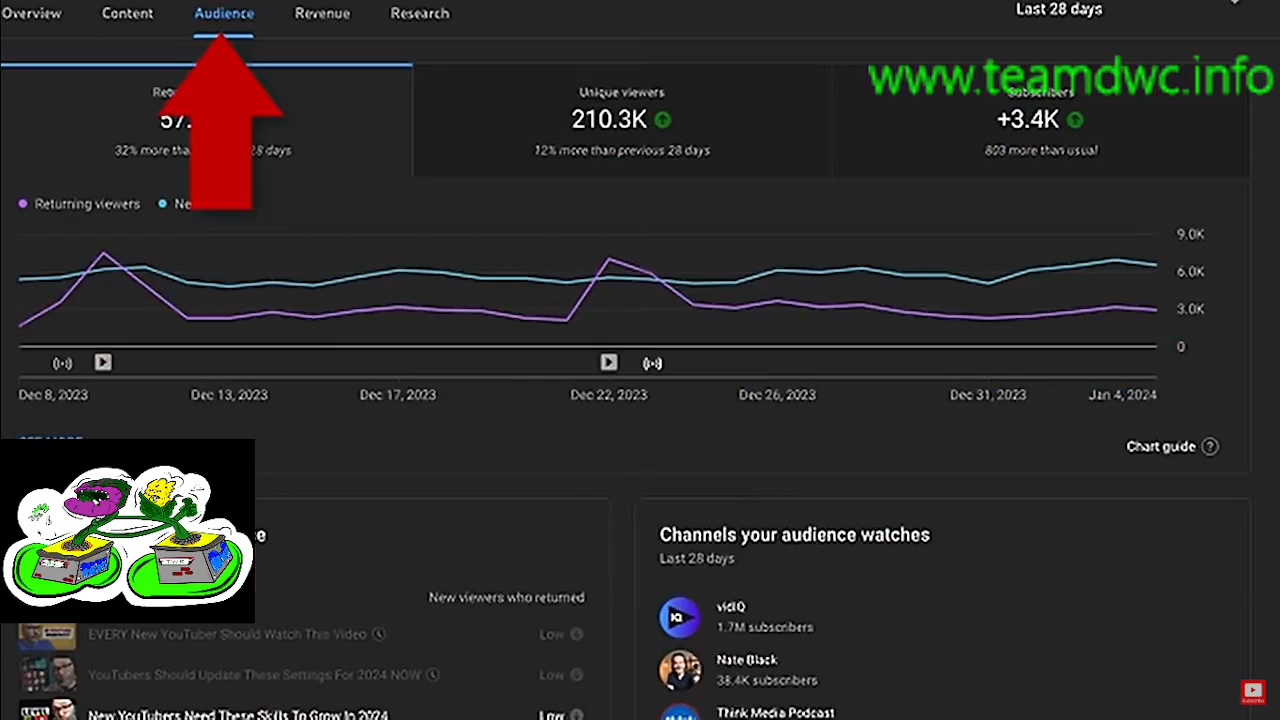 Overview Content Audience Revenue Research
Last 28 days
www.teamdwc.info
Unique viewers
Subscribers
210.3K
+3.4K
12% more than previous 28 days
803 more than usual
32% more
28 days
Returning viewers
9.0K
6.0K
3.0K
0
Dec 8, 2023 Dec 13, 2023 Dec 17, 2023 Dec 22, 2023 Dec 26, 2023 Dec 31, 2023 Jan 4, 2024
SEE MORE
Chart guide
Channels your audience watches
Last 28 days
New viewers who returned
vidIQ
1.7M subscribers
EVERY New YouTuber Should Watch This Video
Low
Nate Black
38.4K subscribers
YouTubers Should Update These Settings For 2024 NOW
Low
Think Media Podcast
New YouTubers Need These Skills To Grow In 2024
Low